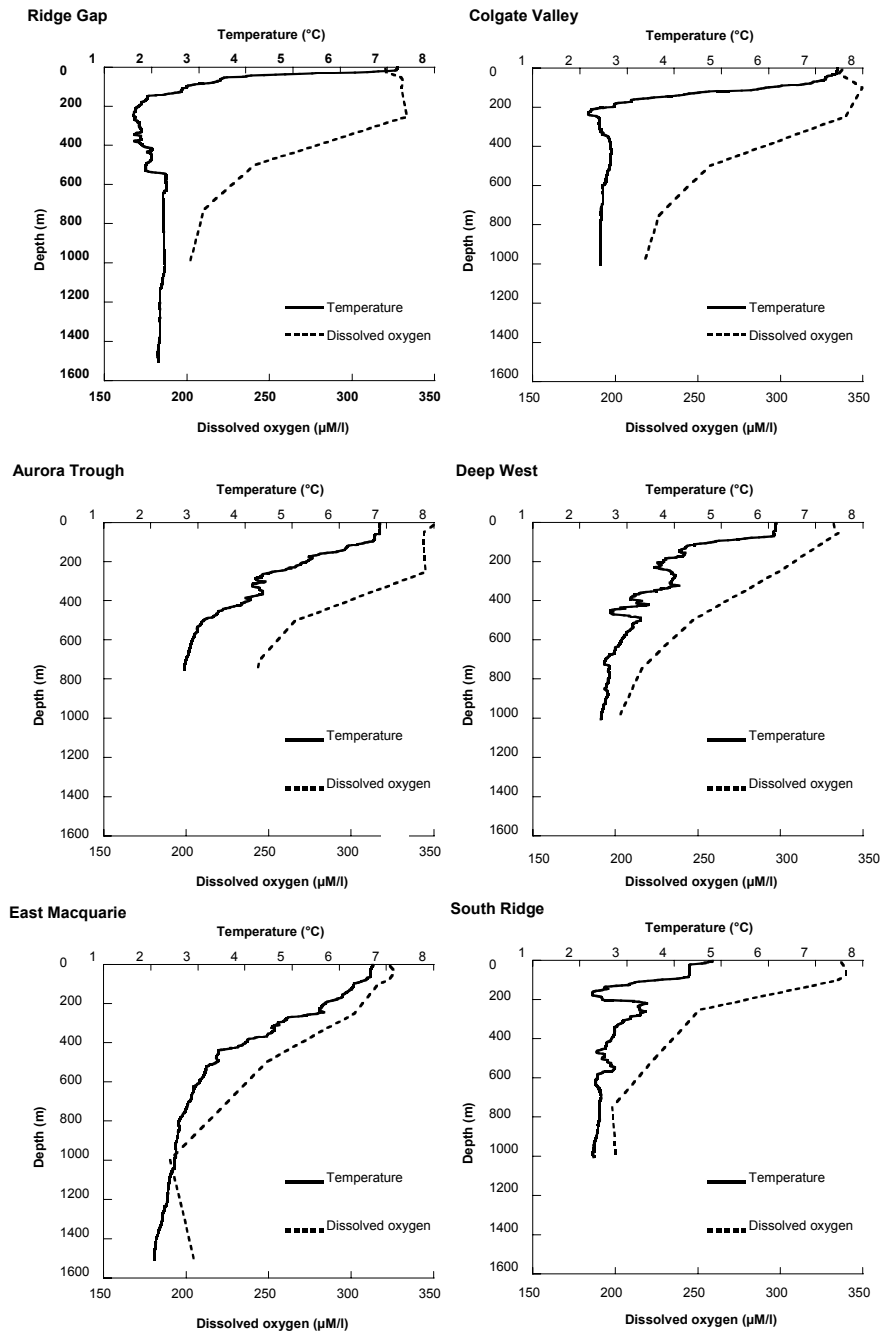 Ridge Gap
Temperature (°C)
1 2 3 4 5 6 7 8
0
200
400
600
800
1000
1200
1400
1600
Depth (m)
Temperature
Dissolved oxygen
150 200 250 300 350
Dissolved oxygen (µM/l)
Colgate Valley
Temperature (°C)
1 2 3 4 5 6 7 8
0
200
400
600
800
1000
1200
1400
1600
Depth (m)
Temperature
Dissolved oxygen
150 200 250 300 350
Dissolved oxygen (µM/l)
Aurora Trough
Temperature (°C)
1 2 3 4 5 6 7 8
0
200
400
600
800
1000
1200
1400
1600
Depth (m)
Temperature
Dissolved oxygen
150 200 250 300 350
Dissolved oxygen (µM/l)
Deep West
Temperature (°C)
1 2 3 4 5 6 7 8
0
200
400
600
800
1000
1200
1400
1600
Depth (m)
Temperature
Dissolved oxygen
150 200 250 300 350
Dissolved oxygen (µM/l)
East Macquarie
Temperature (°C)
1 2 3 4 5 6 7 8
0
200
400
600
800
1000
1200
1400
1600
Depth (m)
Temperature
Dissolved oxygen
150 200 250 300 350
Dissolved oxygen (µM/l)
South Ridge
Temperature (°C)
1 2 3 4 5 6 7 8
0
200
400
600
800
1000
1200
1400
1600
Depth (m)
Temperature
Dissolved oxygen
150 200 250 300 350
Dissolved oxygen (µM/l)